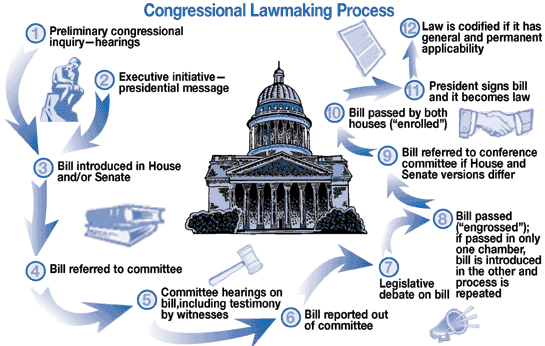 Congressional Lawmaking Process
1 Preliminary congressional
inquiry—hearings
2 Executive initiative—
presidential message
3 Bill introduced in House
and/or Senate
4 Bill referred to committee
5 Committee hearings on
bill,including testimony
by witnesses
6 Bill reported out
of committee
7
Legislative
debate on bill
8 Bill passed
(“engrossed”);
if passed in only
one chamber,
bill is introduced
in the other and
process is
repeated
9 Bill referred to conference
committee if House and
Senate versions differ
10 Bill passed by both
houses (“enrolled”)
11 President signs bill
and it becomes law
12 Law is codified if it has
general and permanent
applicability